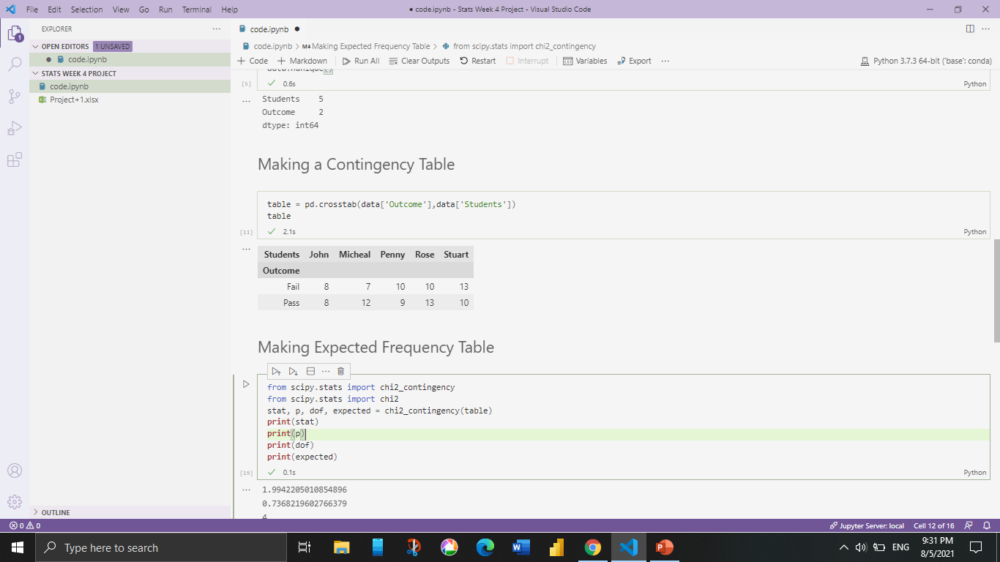 File Edit Selection View Go Run Terminal Help
● code.ipynb - Stats Week 4 Project - Visual Studio Code
EXPLORER
OPEN EDITORS 1 UNSAVED
● code.ipynb
STATS WEEK 4 PROJECT
code.ipynb
Project+1.xlsx
OUTLINE
code.ipynb ●
code.ipynb > M↓ Making Expected Frequency Table > from scipy.stats import chi2_contingency
+ Code + Markdown Run All Clear Outputs Restart Interrupt Variables Export ... Python 3.7.3 64-bit ('base': conda)
data.nunique()
[5] ✓ 0.6s Python
Students 5
Outcome 2
dtype: int64
Making a Contingency Table
table = pd.crosstab(data['Outcome'],data['Students'])
table
[11] ✓ 2.1s Python
Students John Micheal Penny Rose Stuart
Outcome
Fail 8 7 10 10 13
Pass 8 12 9 13 10
Making Expected Frequency Table
from scipy.stats import chi2_contingency
from scipy.stats import chi2
stat, p, dof, expected = chi2_contingency(table)
print(stat)
print(p)
print(dof)
print(expected)
[19] ✓ 0.1s Python
1.9942205010854896
0.7368219602766379
4
1
0 0 Jupyter Server: local Cell 12 of 16
Type here to search
ENG
9:31 PM
8/5/2021